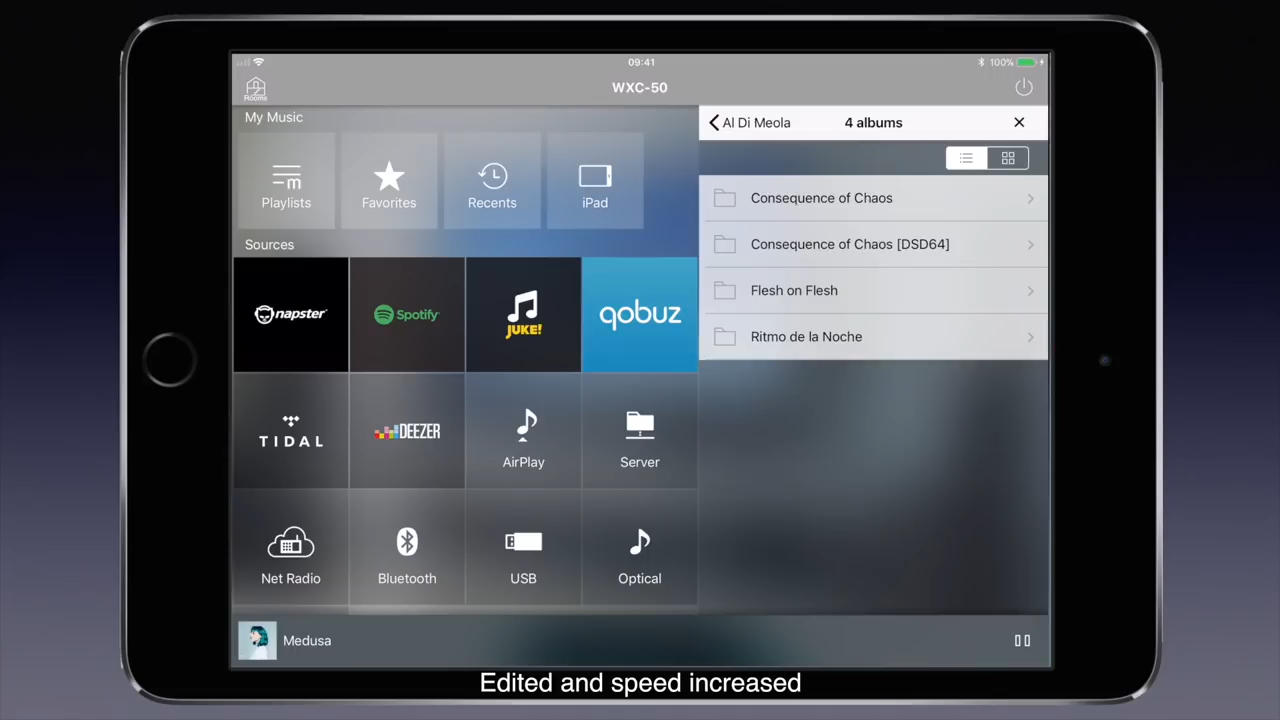 09:41
100%
Rooms
WXC-50
My Music
Al Di Meola
4 albums
Playlists
Favorites
Recents
iPad
Sources
Consequence of Chaos
Consequence of Chaos [DSD64]
Flesh on Flesh
Ritmo de la Noche
napster
Spotify
JUKE!
qobuz
TIDAL
DEEZER
AirPlay
Server
Net Radio
Bluetooth
USB
Optical
Medusa
Edited and speed increased